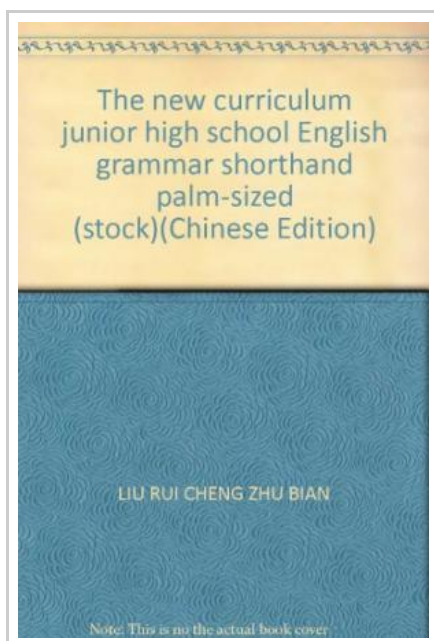 The new curriculum
junior high school English
grammar shorthand
palm-sized
(stock)(Chinese Edition)
LIU RUI CHENG ZHU BIAN
Note: This is no the actual book cover